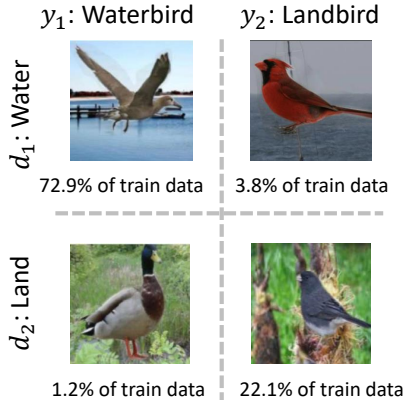 y₁: Waterbird
y₂: Landbird
d₁: Water
72.9% of train data
3.8% of train data
d₂: Land
1.2% of train data
22.1% of train data